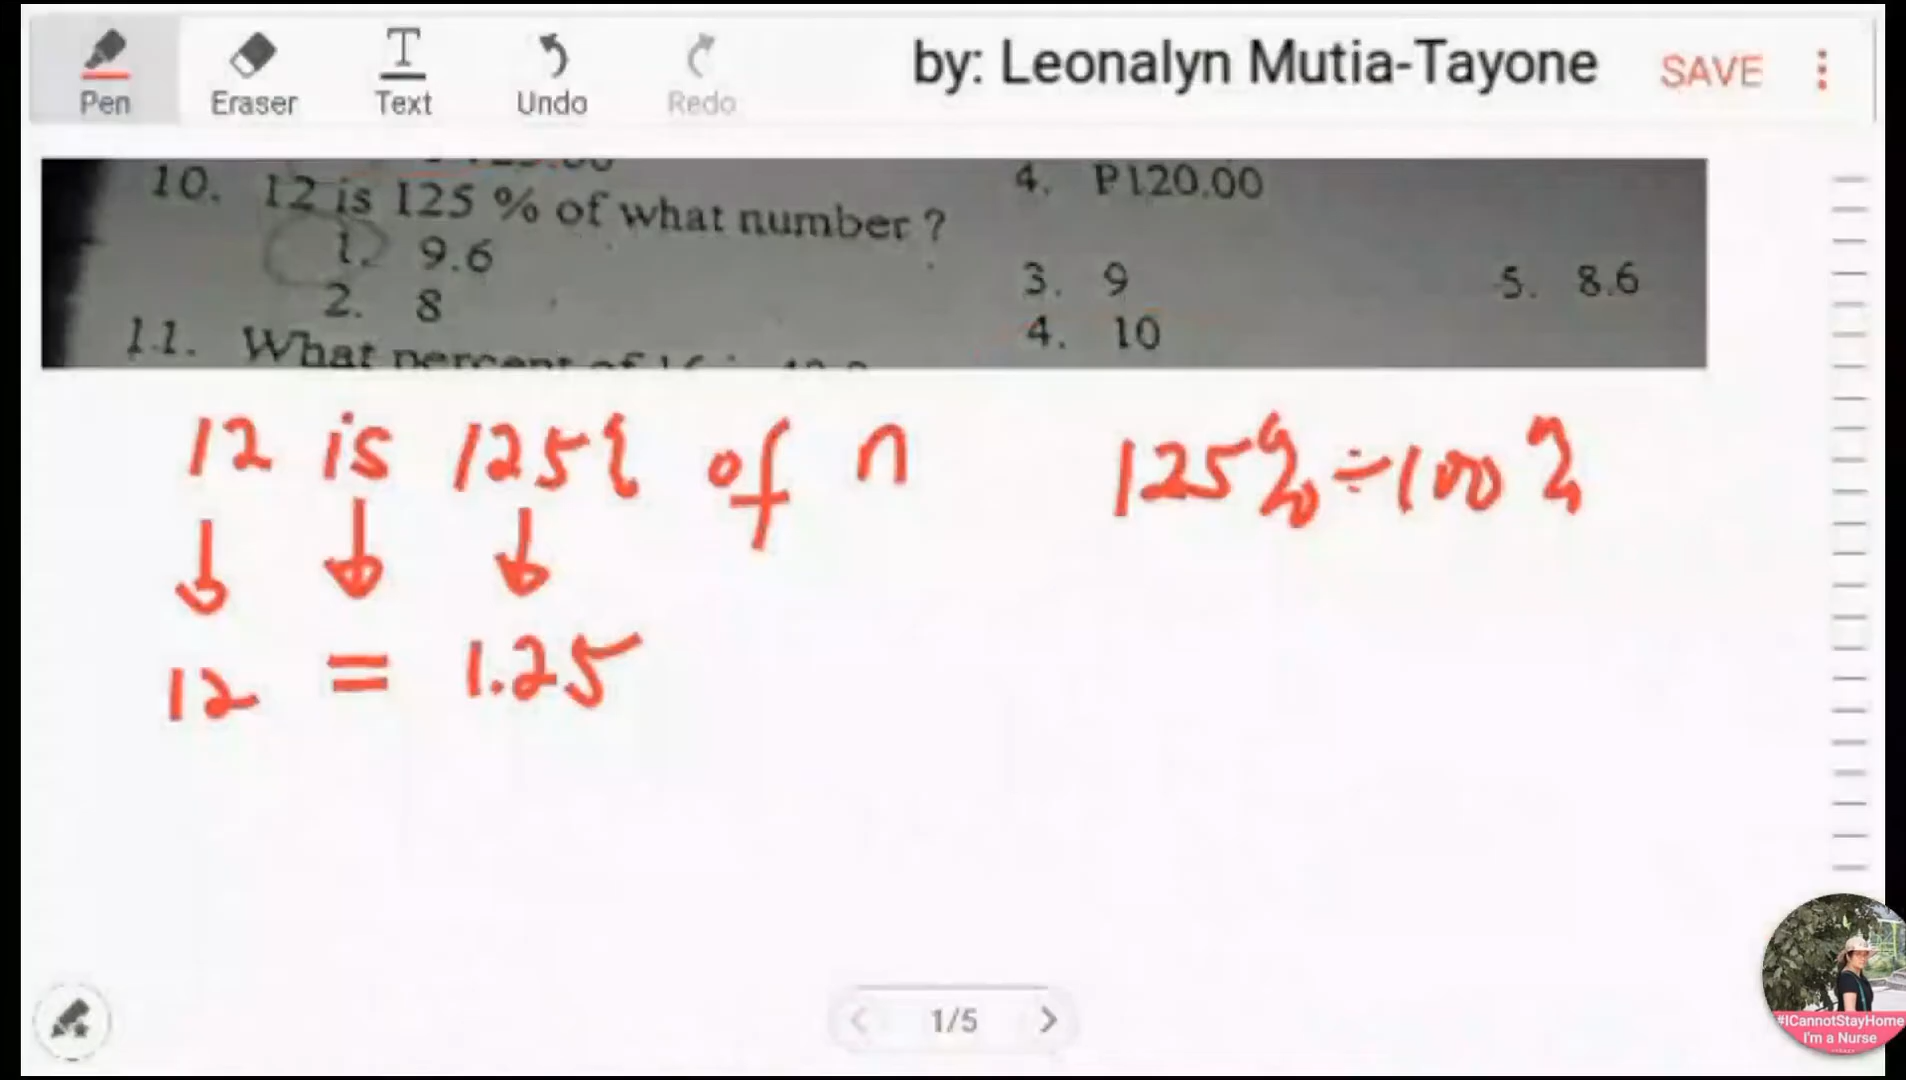 by: Leonalyn Mutia-Tayone
SAVE
Pen
Eraser
Text
Undo
Redo
10. 12 is 125 % of what number ?
4. P120.00
1. 9.6
3. 9
5. 8.6
2. 8
4. 10
11. What percent of
12 is 125% of n
125% ÷ 100%
12 = 1.25
1/5
#ICannotStayHome
I'm a Nurse